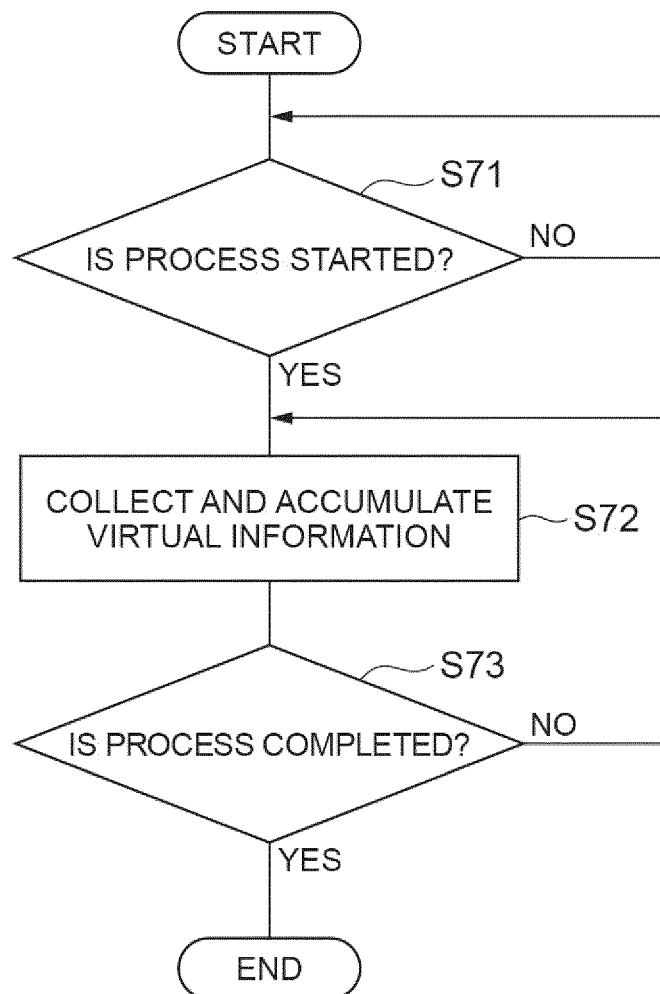 START
S71
IS PROCESS STARTED?
NO
YES
COLLECT AND ACCUMULATE
VIRTUAL INFORMATION
S72
S73
IS PROCESS COMPLETED?
NO
YES
END